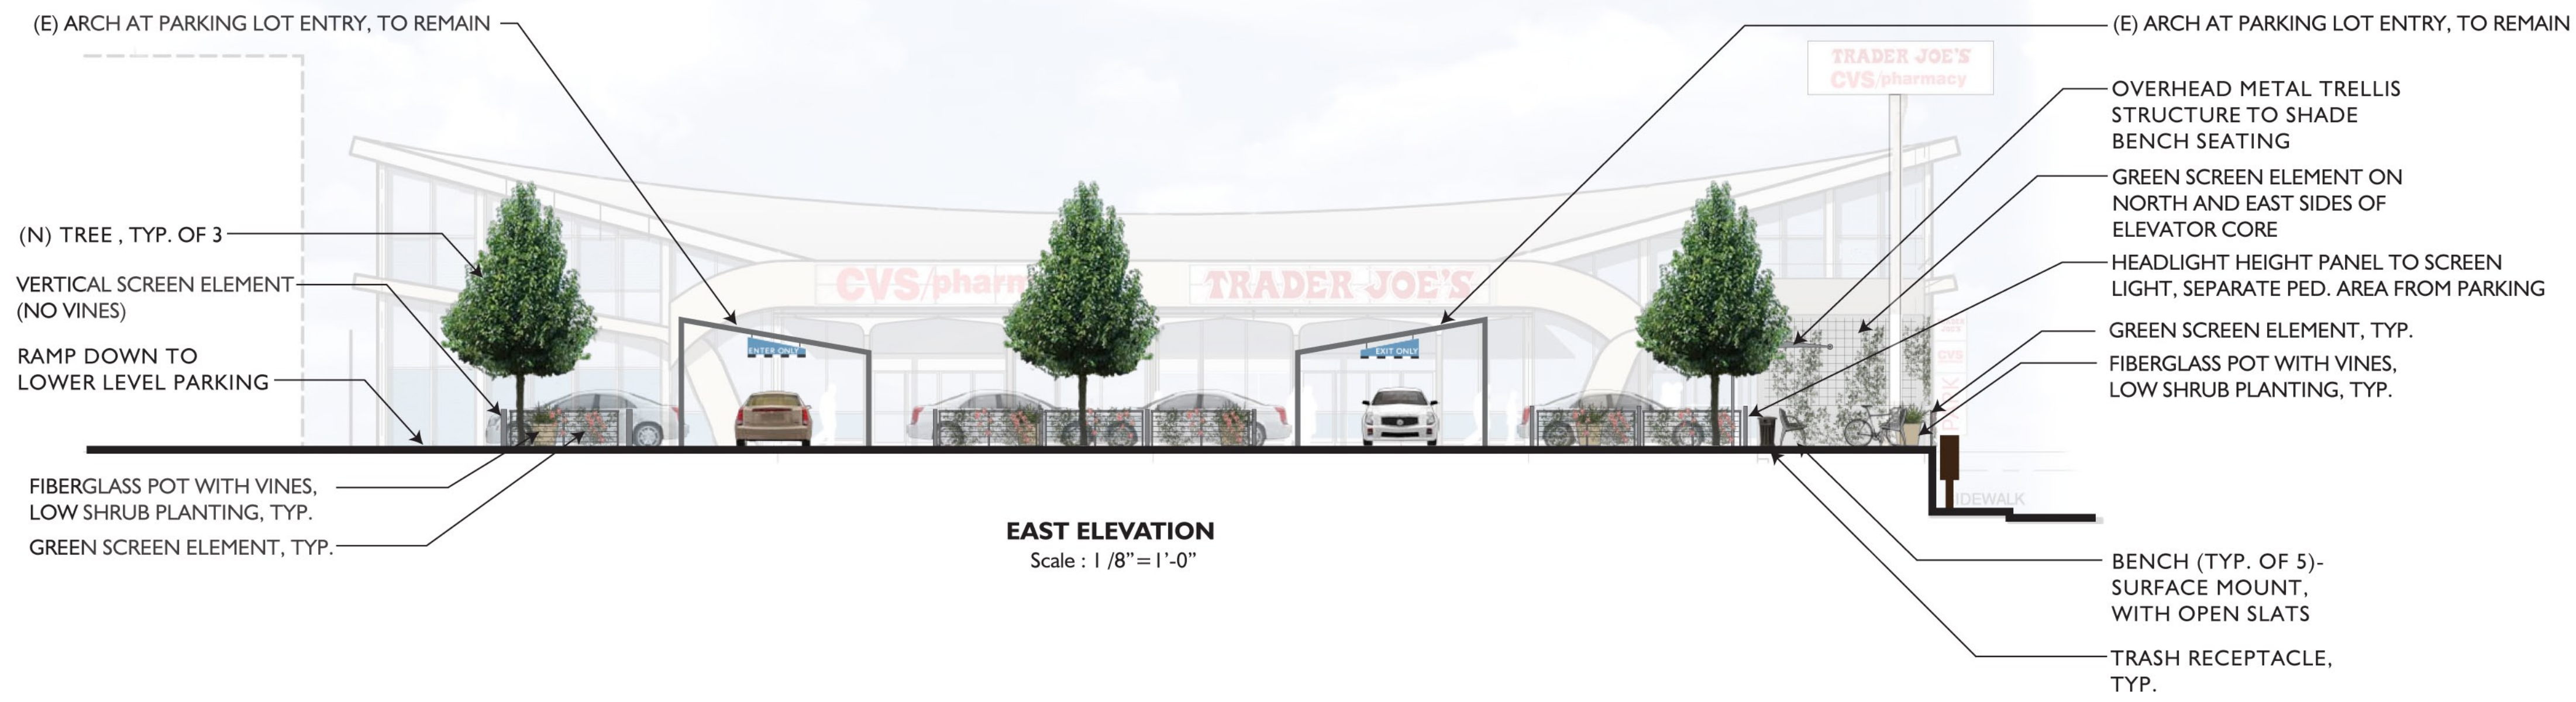 (E) ARCH AT PARKING LOT ENTRY, TO REMAIN
(E) ARCH AT PARKING LOT ENTRY, TO REMAIN
TRADER JOE'S
CVS/pharmacy
OVERHEAD METAL TRELLIS
STRUCTURE TO SHADE
BENCH SEATING
GREEN SCREEN ELEMENT ON
NORTH AND EAST SIDES OF
ELEVATOR CORE
(N) TREE , TYP. OF 3
VERTICAL SCREEN ELEMENT
(NO VINES)
RAMP DOWN TO
LOWER LEVEL PARKING
CVS/pharm
TRADER JOE'S
ENTER ONLY
EXIT ONLY
HEADLIGHT HEIGHT PANEL TO SCREEN
LIGHT, SEPARATE PED. AREA FROM PARKING
GREEN SCREEN ELEMENT, TYP.
FIBERGLASS POT WITH VINES,
LOW SHRUB PLANTING, TYP.
CVS
FIBERGLASS POT WITH VINES,
LOW SHRUB PLANTING, TYP.
GREEN SCREEN ELEMENT, TYP.
IDEWALK
EAST ELEVATION
Scale : 1 /8”=1’-0”
BENCH (TYP. OF 5)-
SURFACE MOUNT,
WITH OPEN SLATS
TRASH RECEPTACLE,
TYP.